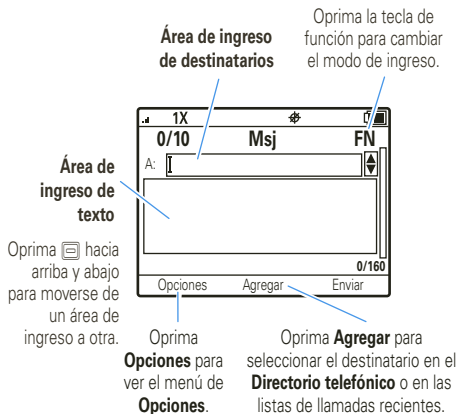 Área de ingreso
de destinatarios
Oprima la tecla de
función para cambiar
el modo de ingreso.
1X
0/10 Msj FN
A:
0/160
Opciones Agregar Enviar
Área de
ingreso de
texto
Oprima hacia
arriba y abajo
para moverse de
un área de
ingreso a otra.
Oprima
Opciones para
ver el menú de
Opciones.
Oprima Agregar para
seleccionar el destinatario en el
Directorio telefónico o en las
listas de llamadas recientes.